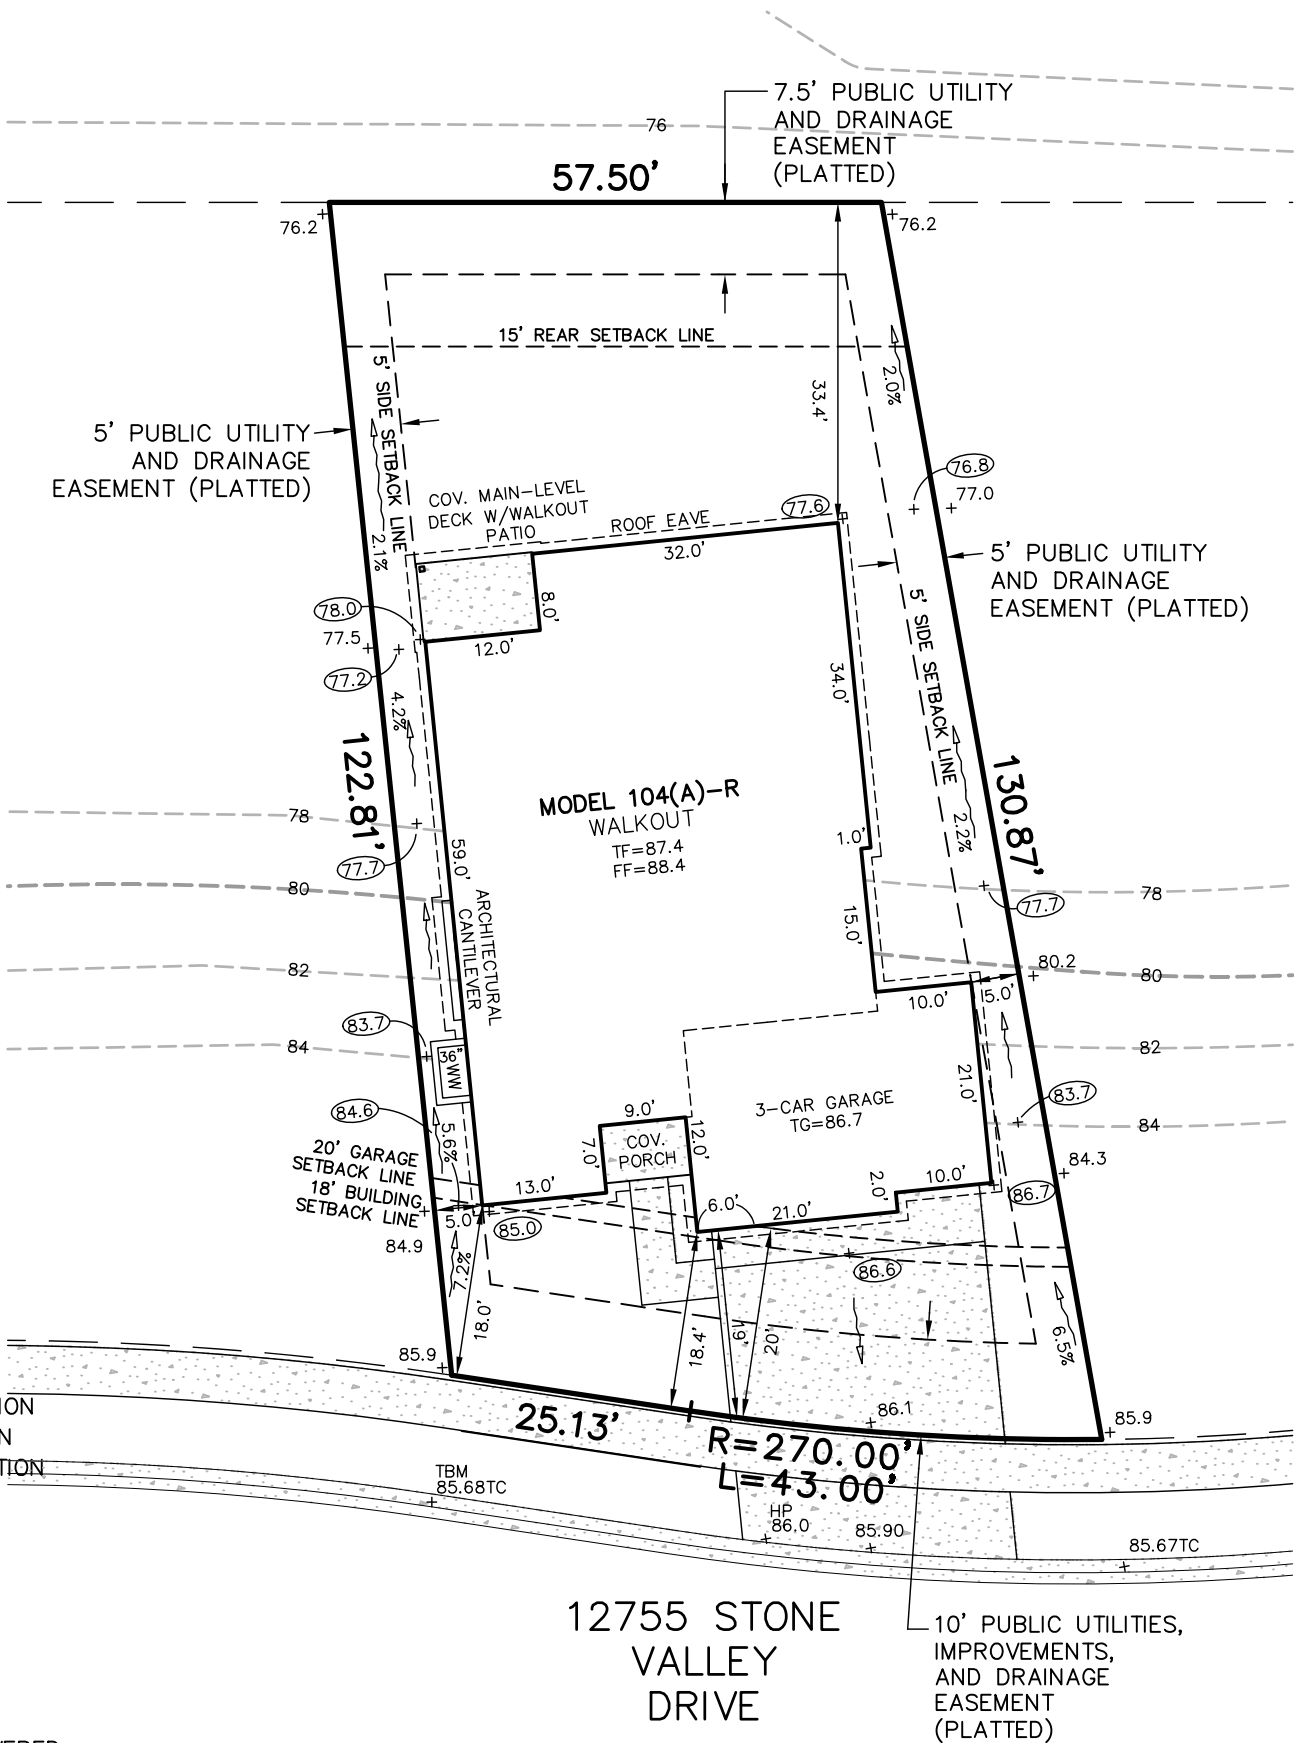 7.5' PUBLIC UTILITY
AND DRAINAGE
EASEMENT
(PLATTED)
76
57.50'
76.2
76.2
15' REAR SETBACK LINE
5' SIDE SETBACK LINE
2.0%
33.4'
5' PUBLIC UTILITY
AND DRAINAGE
EASEMENT (PLATTED)
COV. MAIN-LEVEL
DECK W/WALKOUT
PATIO
ROOF EAVE
77.6
76.8
77.0
2.1%
32.0'
5' PUBLIC UTILITY
AND DRAINAGE
EASEMENT (PLATTED)
78.0
77.5
77.2
8.0'
12.0'
5' SIDE SETBACK LINE
34.0'
4.2%
122.81'
130.87'
MODEL 104(A)-R
WALKOUT
TF=87.4
FF=88.4
78
77.7
80
59.0'
1.0'
2.2%
78
77.7
ARCHITECTURAL
CANTILEVER
15.0'
82
80.2
80
10.0'
5.0'
83.7
84
36"
WW
82
21.0'
83.7
84
84.6
5.6%
9.0'
3-CAR GARAGE
TG=86.7
COV.
PORCH
7.0'
12.0'
20' GARAGE
SETBACK LINE
18' BUILDING
SETBACK LINE
13.0'
2.0'
10.0'
84.3
86.7
6.0'
21.0'
5.0'
85.0
84.9
7.2%
86.6
18.0'
18.4'
19'
20'
6.5%
85.9
25.13'
86.1
85.9
R=270.00'
L=43.00'
ION
N
TION
TBM
85.68TC
HP
86.0
85.90
85.67TC
12755 STONE
VALLEY
DRIVE
10' PUBLIC UTILITIES,
IMPROVEMENTS,
AND DRAINAGE
EASEMENT
(PLATTED)